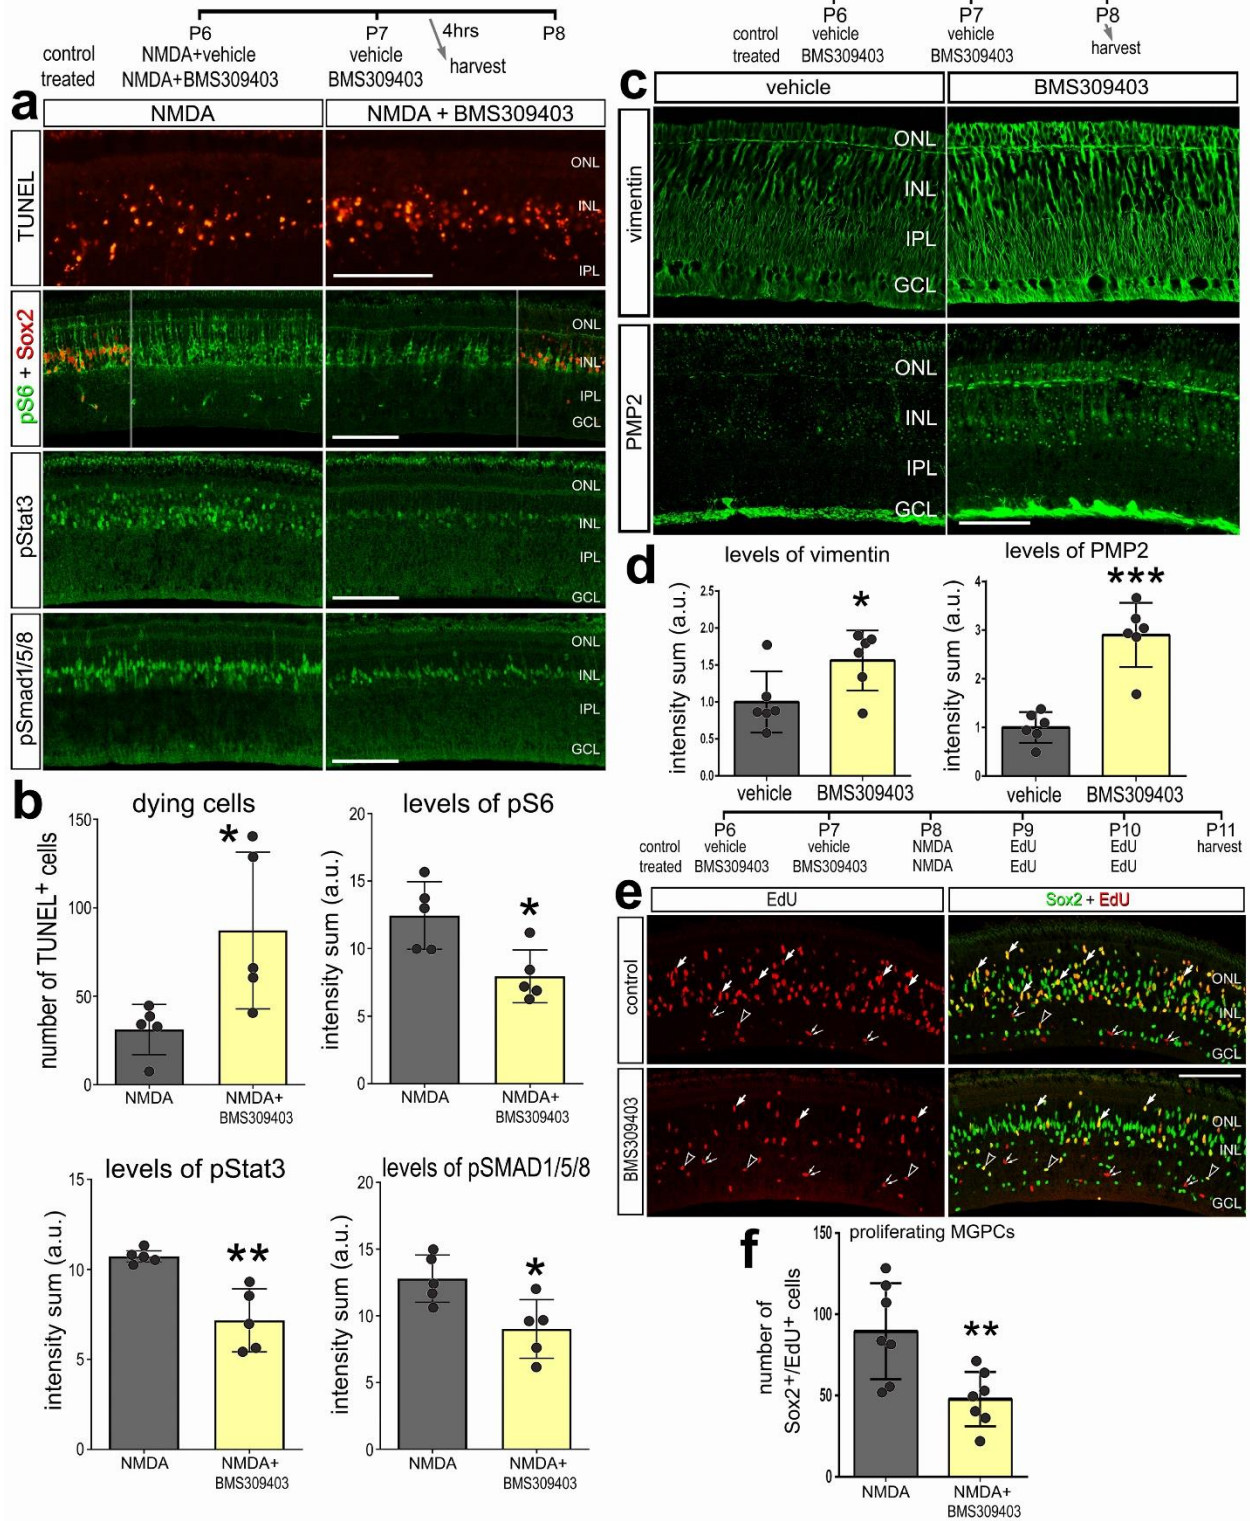 P6
P7
4hrs
P8
control
NMDA+vehicle
vehicle
treated
NMDA+BMS309403
BMS309403
harvest
a
NMDA
NMDA + BMS309403
TUNEL
ONL
INL
IPL
pS6 + Sox2
ONL
INL
IPL
GCL
pStat3
ONL
INL
IPL
GCL
pSmad1/5/8
ONL
INL
IPL
GCL
b
dying cells
number of TUNEL+ cells
150
100
50
0
*
NMDA
NMDA+
BMS309403
levels of pS6
intensity sum (a.u.)
20
15
10
5
0
*
NMDA
NMDA+
BMS309403
levels of pStat3
intensity sum (a.u.)
15
10
5
0
**
NMDA
NMDA+
BMS309403
levels of pSMAD1/5/8
intensity sum (a.u.)
20
15
10
5
0
*
NMDA
NMDA+
BMS309403
P6
P7
P8
control
vehicle
vehicle
treated
BMS309403
BMS309403
harvest
c
vehicle
BMS309403
vimentin
ONL
INL
IPL
GCL
PMP2
ONL
INL
IPL
GCL
d
levels of vimentin
intensity sum (a.u.)
2.5
2.0
1.5
1.0
0.5
0.0
*
vehicle
BMS309403
levels of PMP2
intensity sum (a.u.)
4
3
2
1
0
***
vehicle
BMS309403
P6
P7
P8
P9
P10
P11
control
vehicle
vehicle
NMDA
EdU
EdU
harvest
treated
BMS309403
BMS309403
NMDA
EdU
EdU
e
EdU
Sox2 + EdU
control
ONL
INL
GCL
BMS309403
ONL
INL
GCL
f
proliferating MGPCs
number of
Sox2+/EdU+ cells
150
100
50
0
**
NMDA
NMDA+
BMS309403